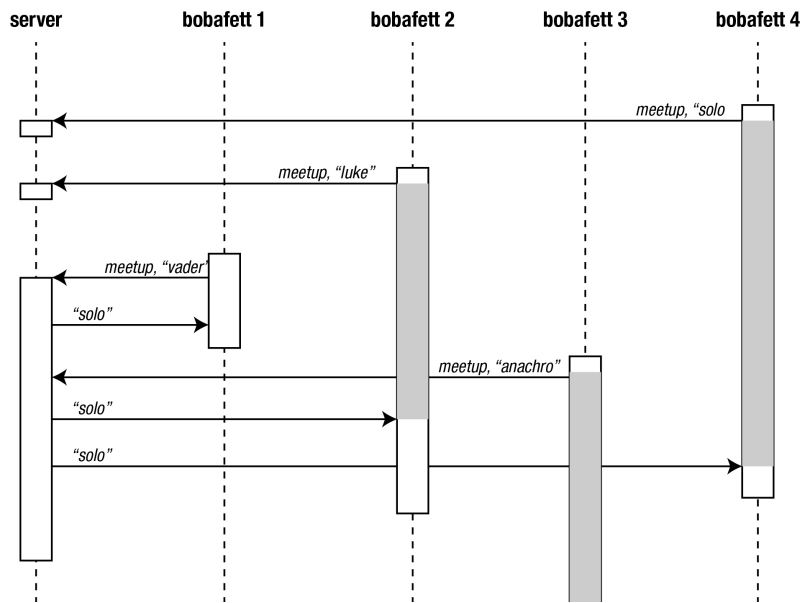 server bobafett 1 bobafett 2 bobafett 3 bobafett 4
meetup, “solo
meetup, “luke”
meetup, “vader’
“solo”
meetup, “anachro”
“solo”
“solo”